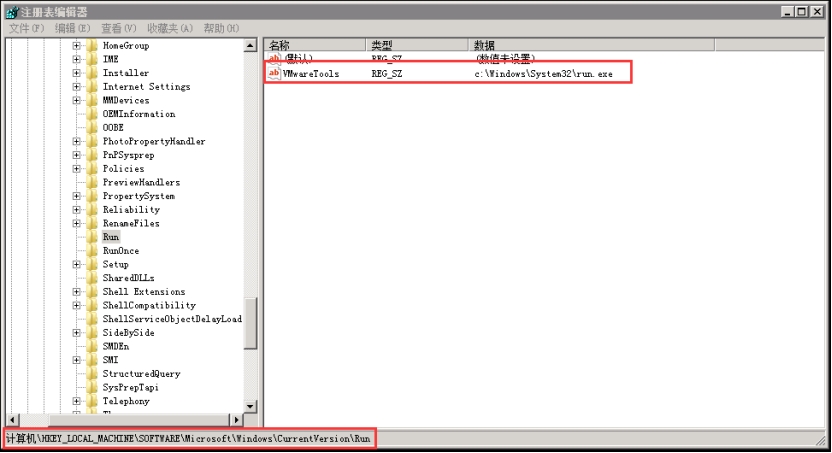 注册表编辑器
文件(F) 编辑(E) 查看(V) 收藏夹(A) 帮助(H)
HomeGroup
IME
Installer
Internet Settings
MMDevices
OEMInformation
OOBE
PhotoPropertyHandler
PnPSysprep
Policies
PreviewHandlers
PropertySystem
Reliability
RenameFiles
Run
RunOnce
Setup
SharedDLLs
Shell Extensions
ShellCompatibility
ShellServiceObjectDelayLoad
SideBySide
SMDEn
SMI
StructuredQuery
SysPrepTapi
Telephony
名称 类型 数据
(默认) REG_SZ (数值未设置)
VMwareTools REG_SZ c:\Windows\System32\run.exe
计算机\HKEY_LOCAL_MACHINE\SOFTWARE\Microsoft\Windows\CurrentVersion\Run